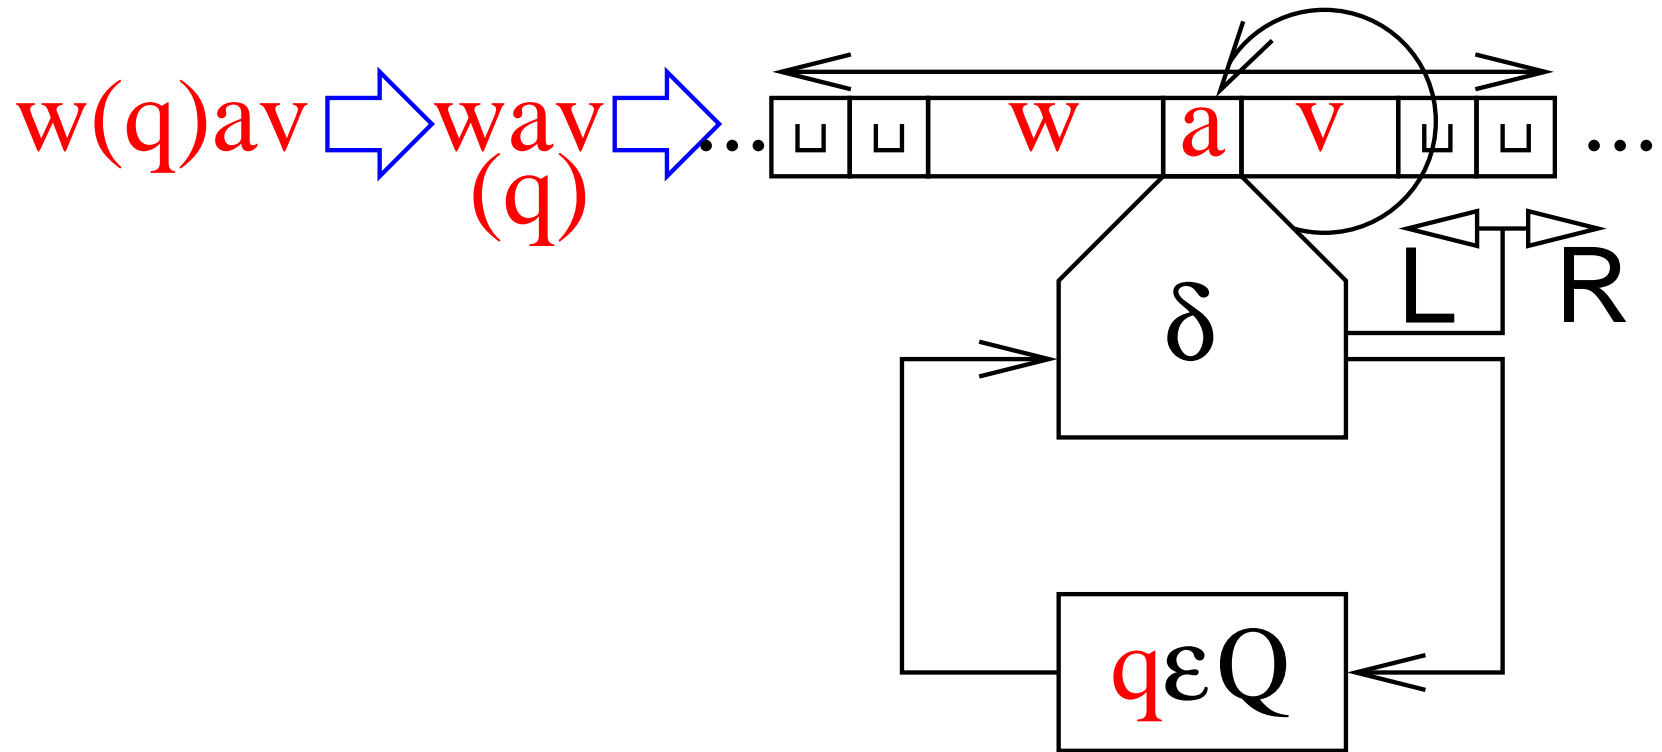 w(q)av wav
(q)
... ⊔ ⊔ w a v ⊔ ⊔ ...
L R
δ
qεQ